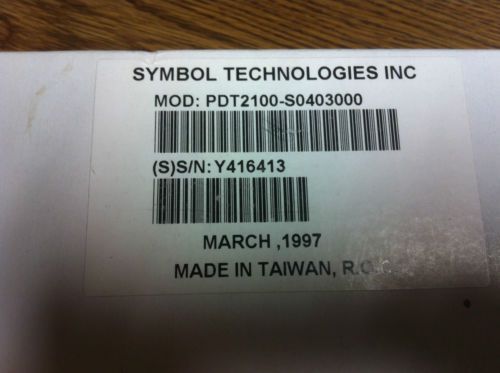 SYMBOL TECHNOLOGIES INC
MOD: PDT2100-S0403000
(S)S/N: Y416413
MARCH ,1997
MADE IN TAIWAN, R.O.C